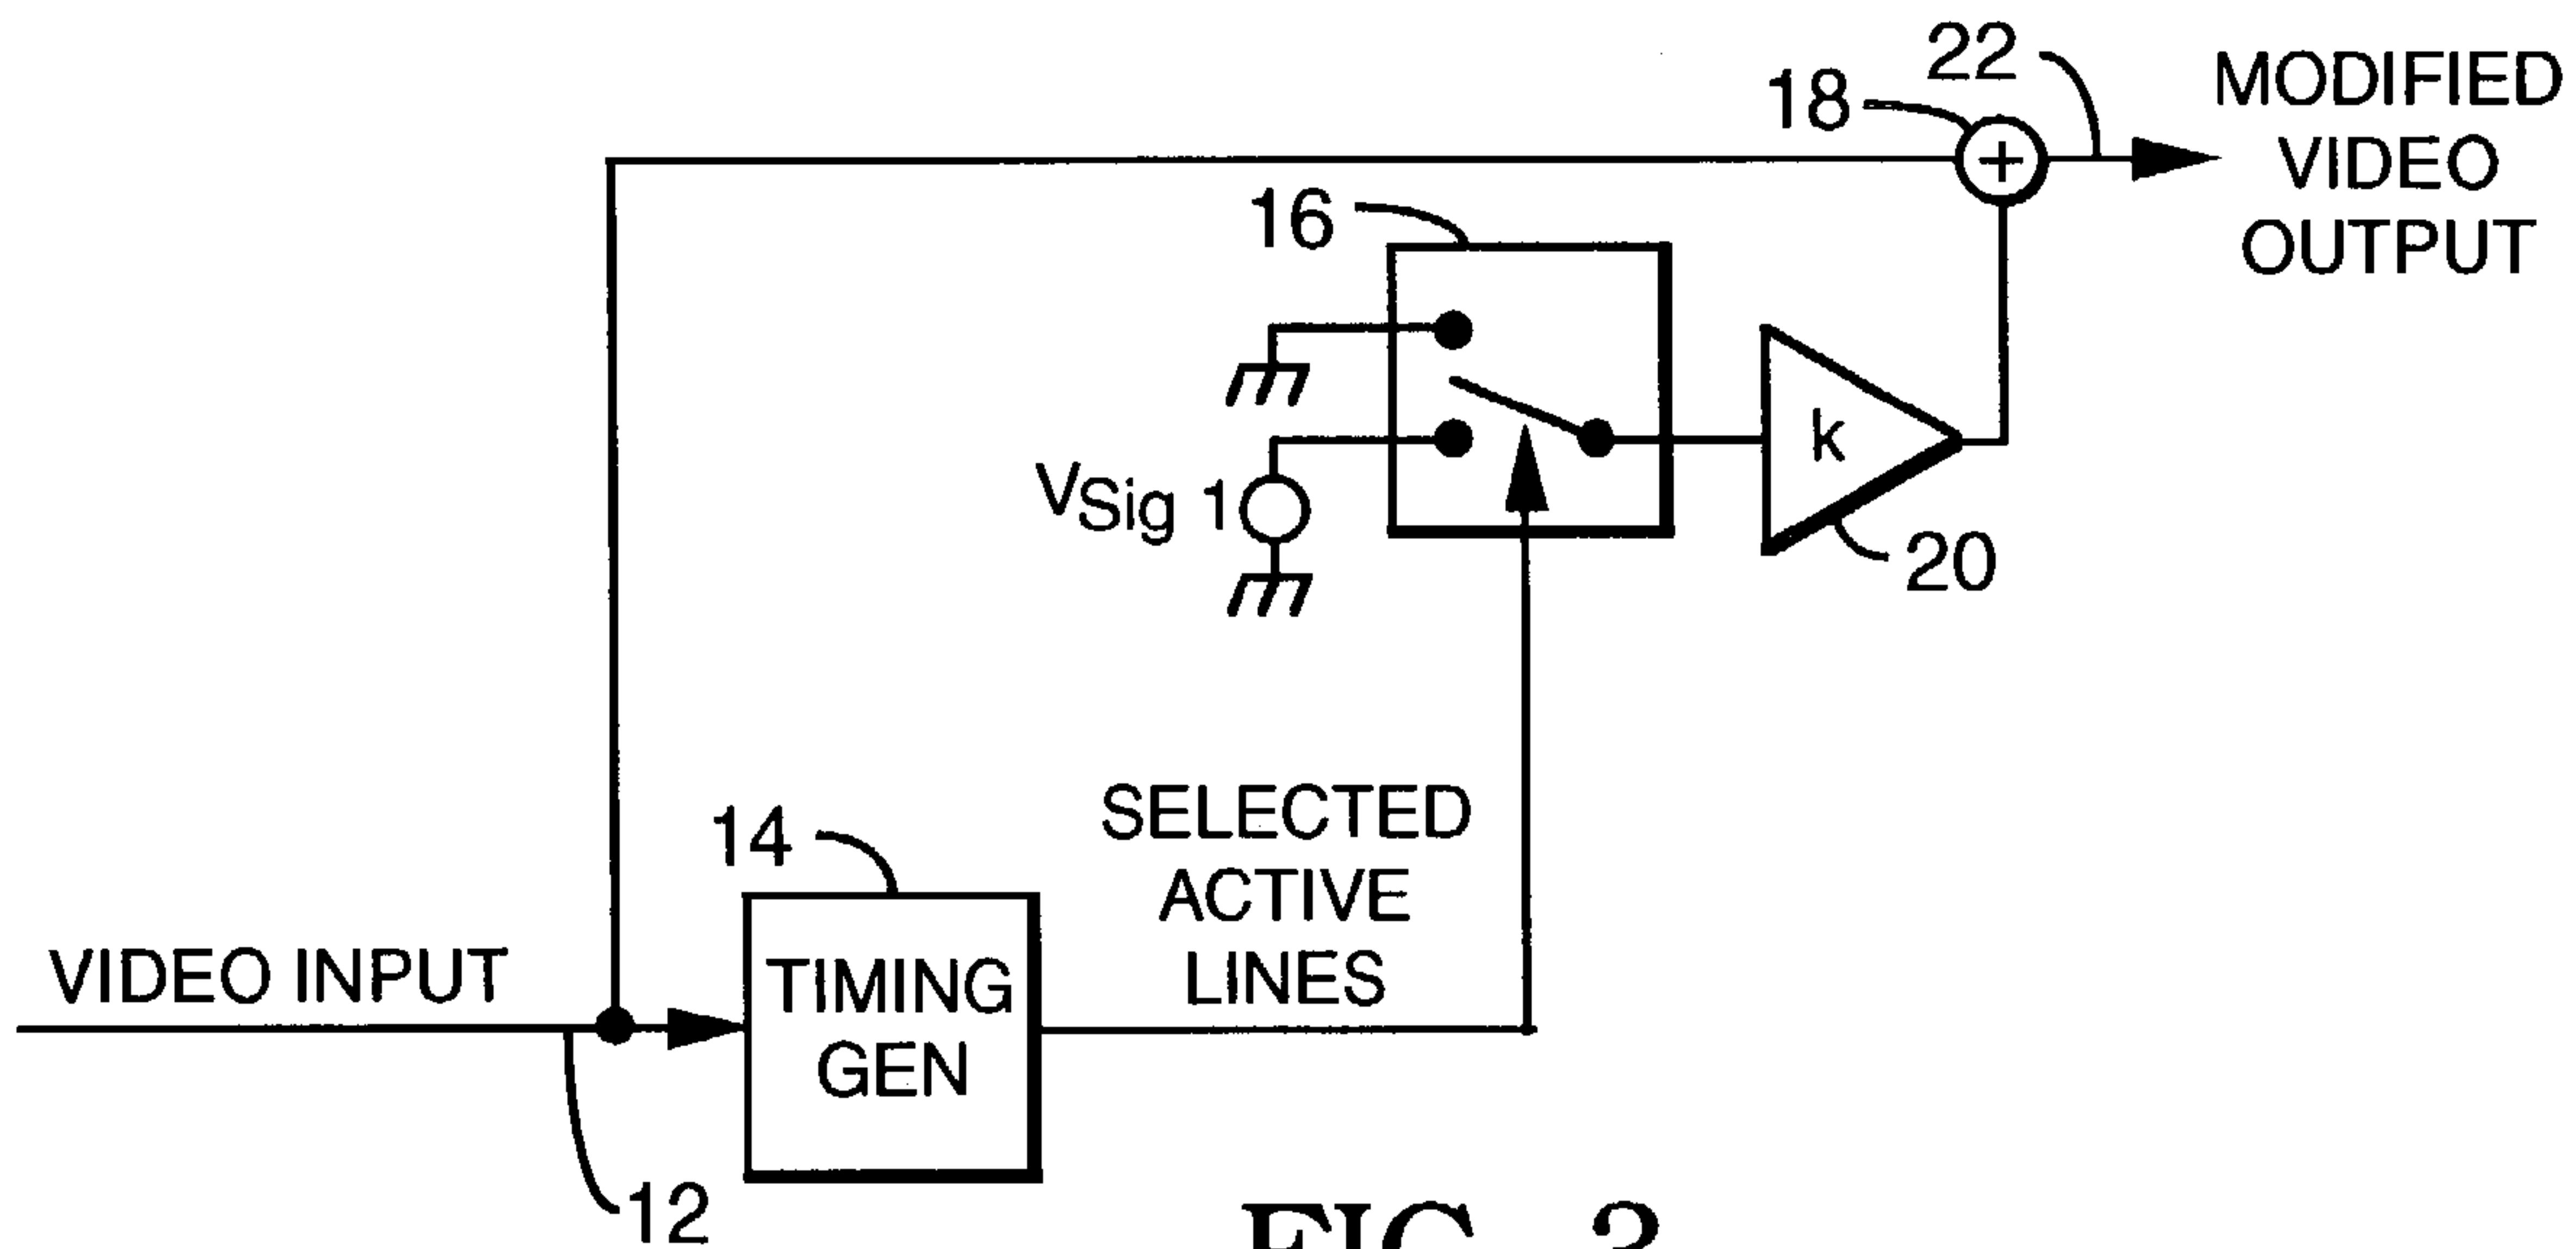 22
MODIFIED
VIDEO
OUTPUT
18
+
16
VSig 1
k
20
SELECTED
ACTIVE
LINES
14
VIDEO INPUT
TIMING
GEN
12